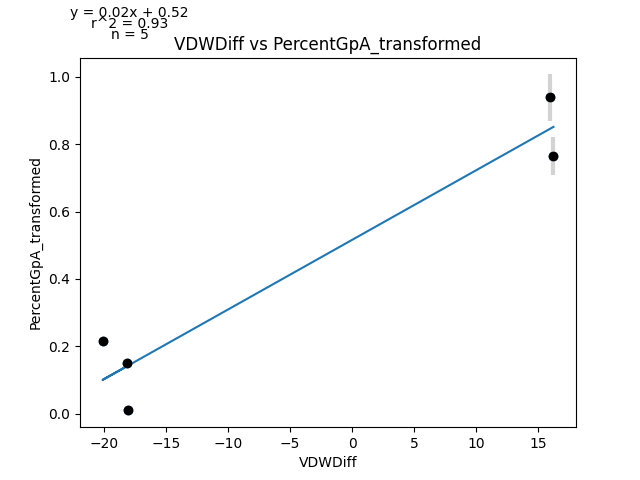 y = 0.02x + 0.52
r^2 = 0.93
n = 5
VDWDiff vs PercentGpA_transformed
1.0
0.8
0.6
0.4
0.2
0.0
PercentGpA_transformed
−20 −15 −10 −5 0 5 10 15
VDWDiff